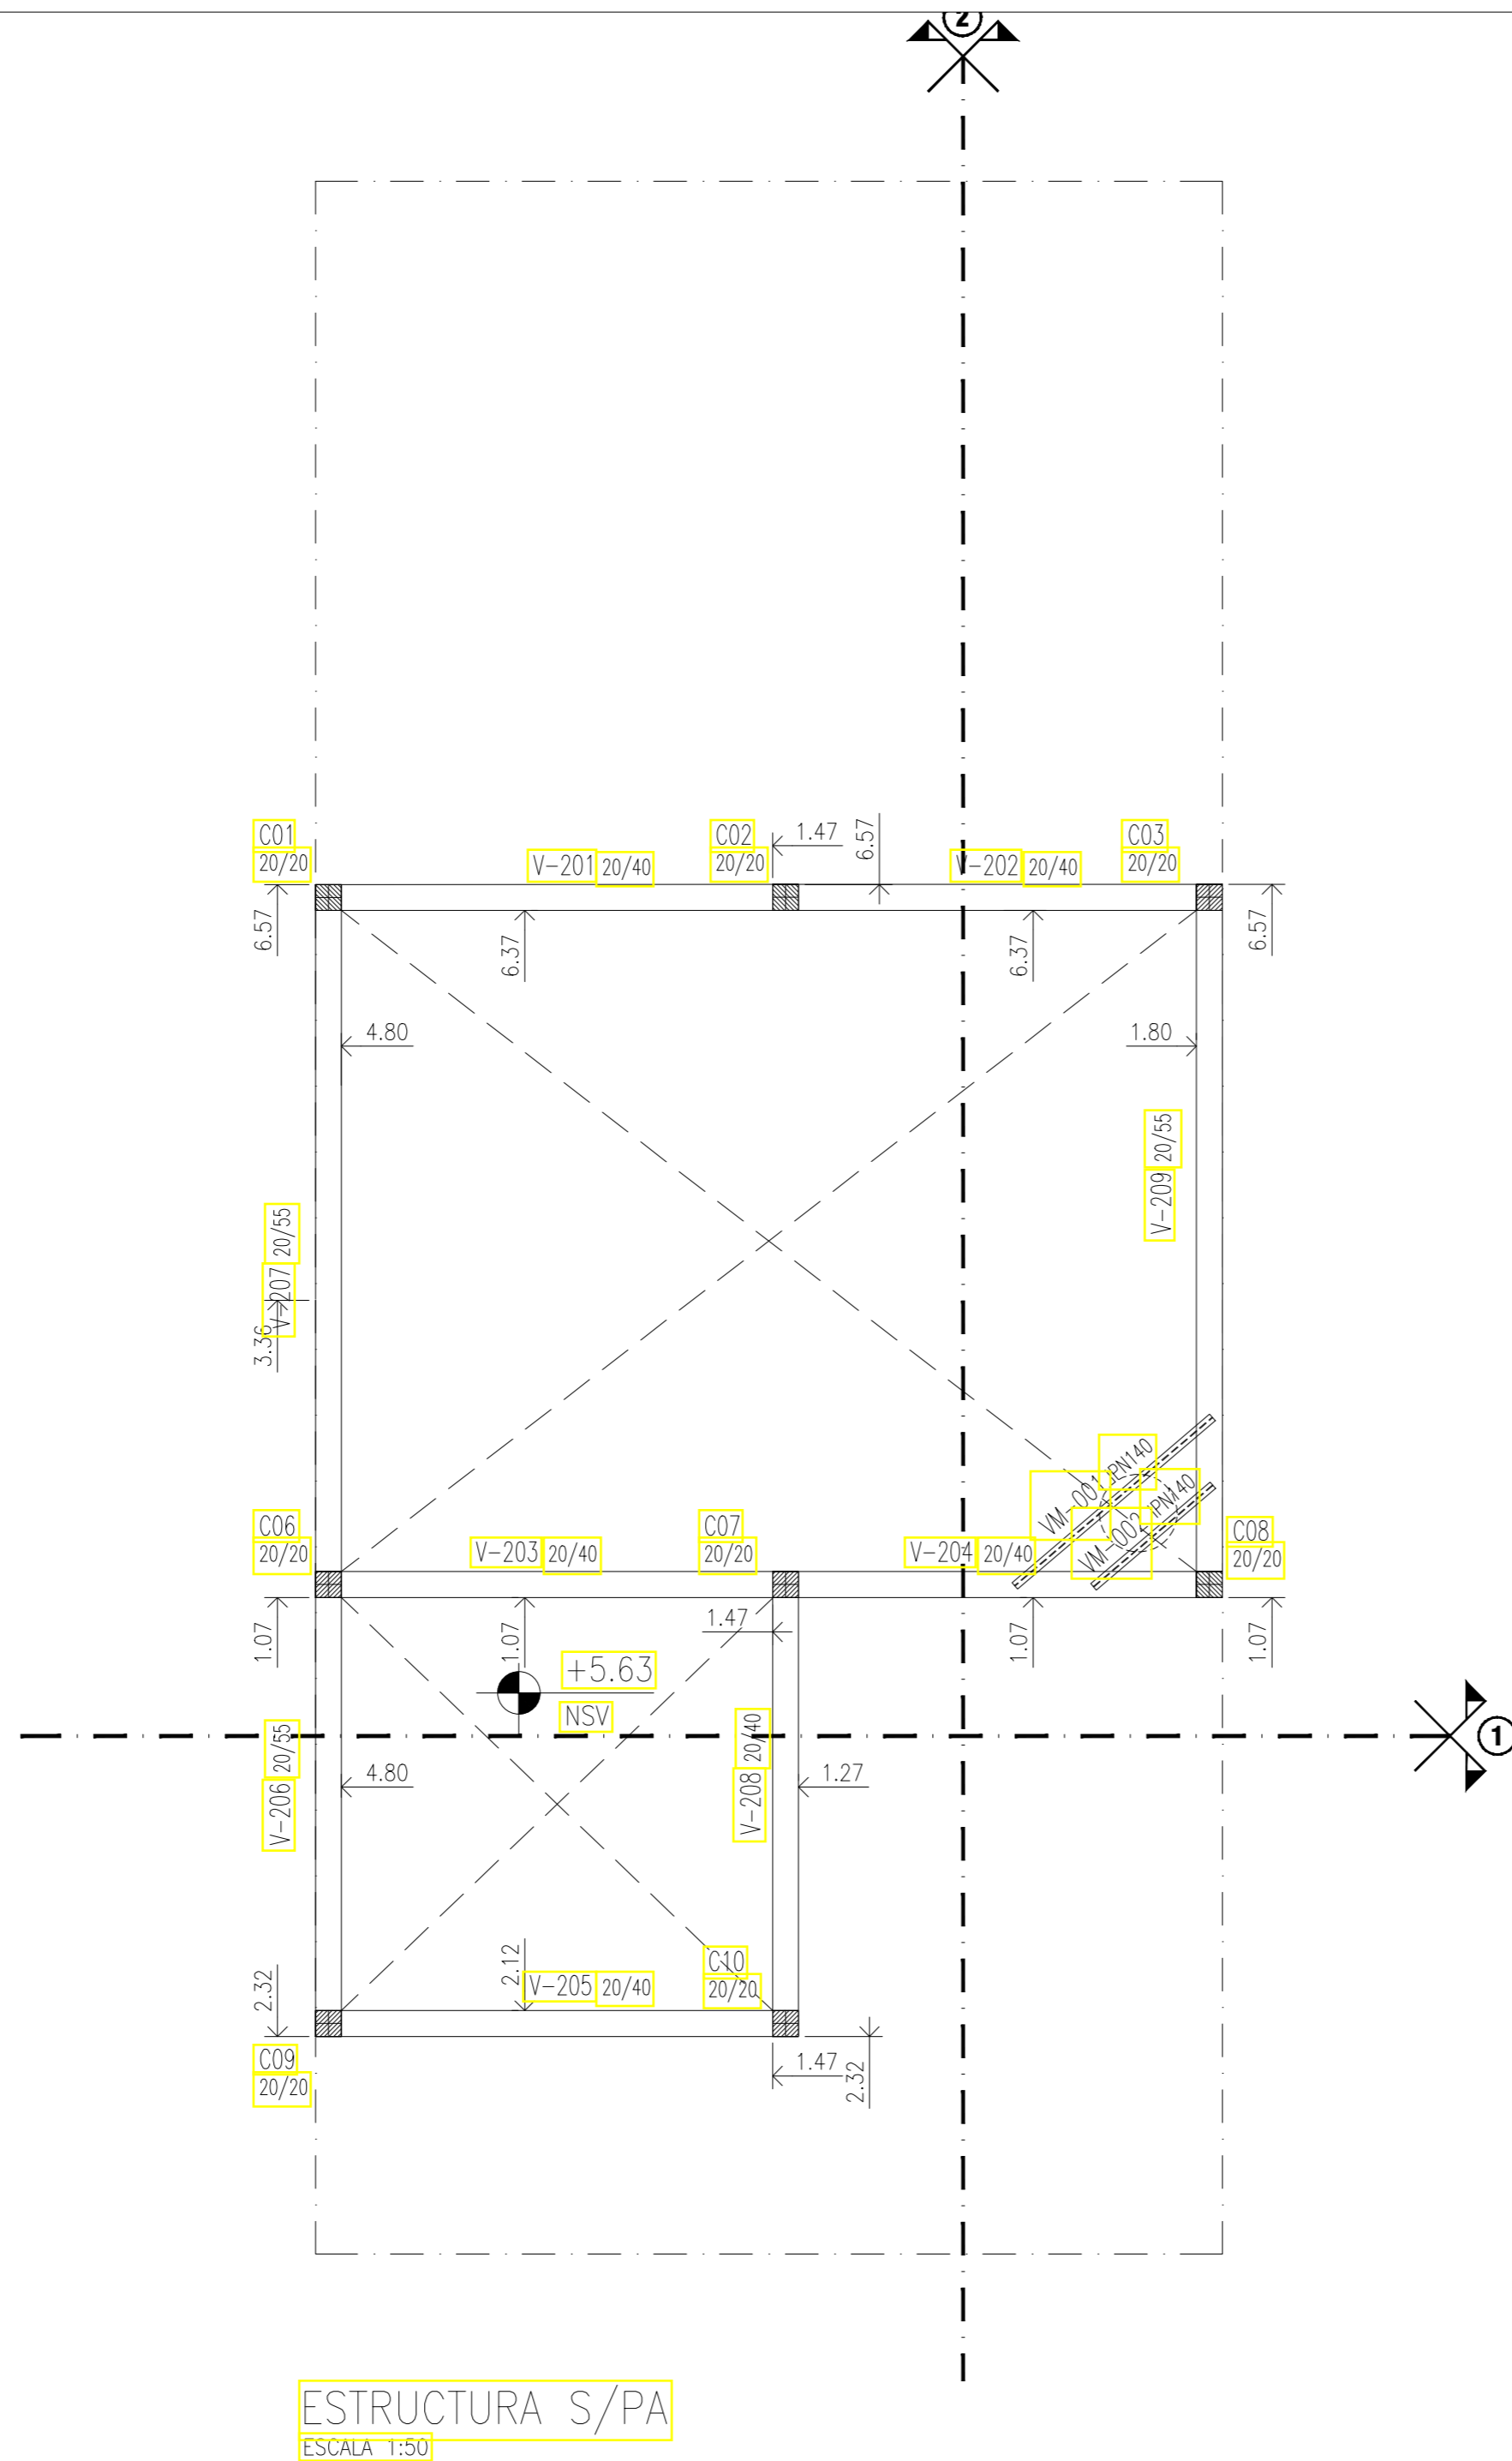 2
C01
20/20
V-201 20/40
C02
20/20
1.47
6.57
V-202 20/40
C03
20/20
6.57
6.37
6.37
6.57
4.80
1.80
V-209 20/55
V-207 20/55
3.36
VM-001 IPN140
VM-002 IPN140
C06
20/20
V-203 20/40
C07
20/20
V-204 20/40
C08
20/20
1.07
1.07
1.47
1.07
1.07
+5.63
NSV
1
V-206 20/55
4.80
V-208 20/40
1.27
2.32
2.12
V-205 20/40
C10
20/20
C09
20/20
1.47
2.32
ESTRUCTURA S/PA
ESCALA 1:50